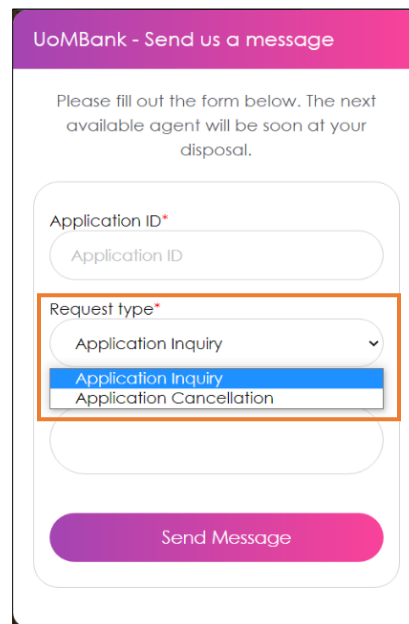 UoMBank - Send us a message
Please fill out the form below. The next
available agent will be soon at your
disposal.
Application ID*
Application ID
Request type*
Application Inquiry
Application Inquiry
Application Cancellation
Send Message